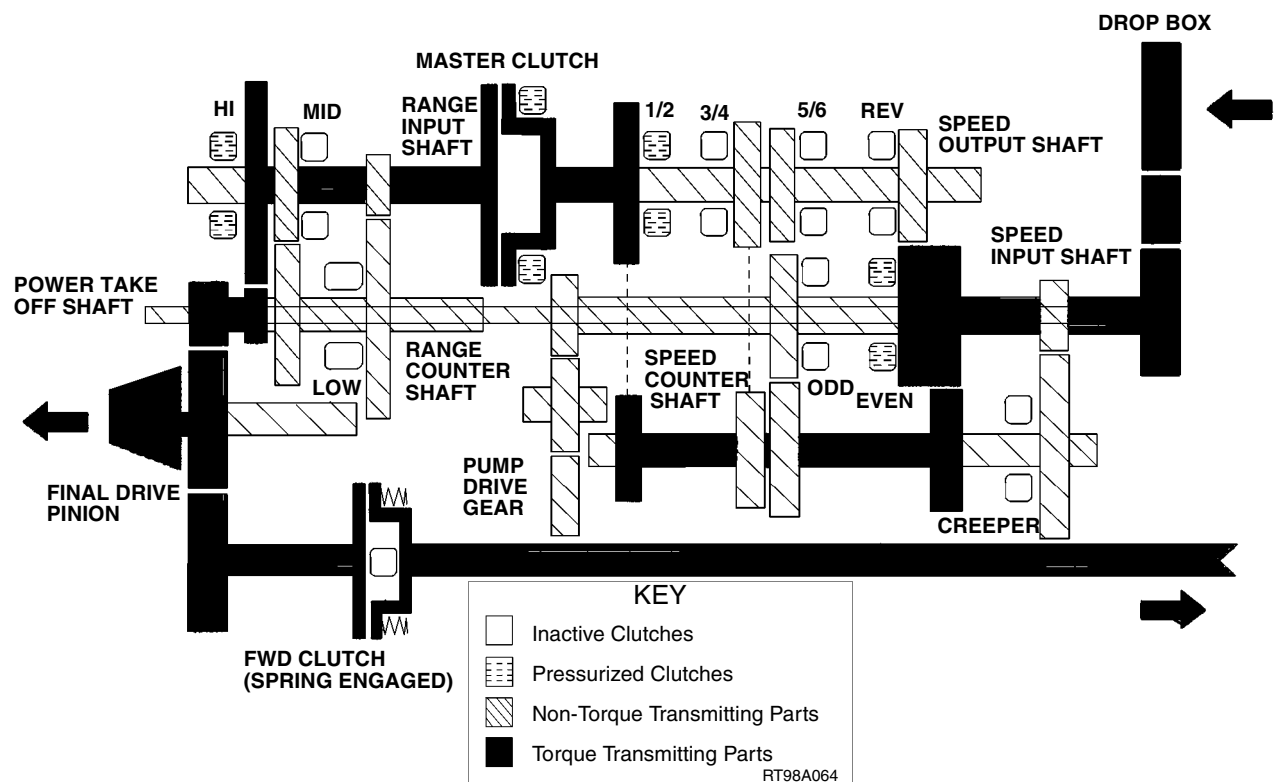 DROP BOX
MASTER CLUTCH
HI
MID
RANGE
INPUT
SHAFT
1/2
3/4
5/6
REV
SPEED
OUTPUT SHAFT
SPEED
INPUT SHAFT
POWER TAKE
OFF SHAFT
LOW
RANGE
COUNTER
SHAFT
SPEED
COUNTER
SHAFT
ODD
EVEN
FINAL DRIVE
PINION
PUMP
DRIVE
GEAR
CREEPER
FWD CLUTCH
(SPRING ENGAGED)
KEY
Inactive Clutches
Pressurized Clutches
Non-Torque Transmitting Parts
Torque Transmitting Parts
RT98A064